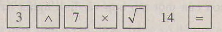 3 ∧ 7 × √ 14 =